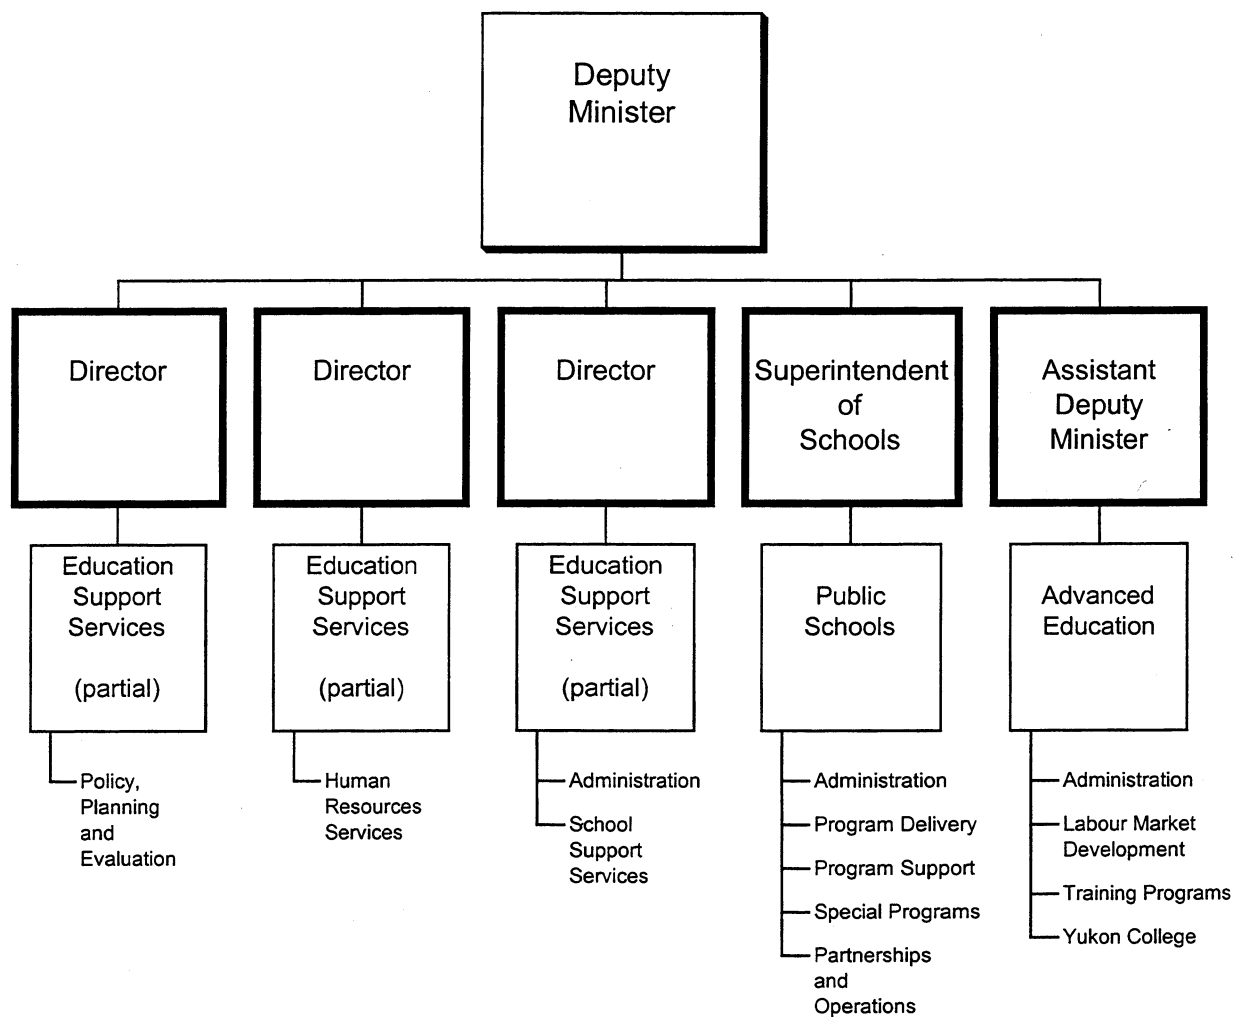 Deputy
Minister
Director
Director
Director
Superintendent
of
Schools
Assistant
Deputy
Minister
Education
Support
Services
(partial)
Education
Support
Services
(partial)
Education
Support
Services
(partial)
Public
Schools
Advanced
Education
Policy,
Planning
and
Evaluation
Human
Resources
Services
Administration
School
Support
Services
Administration
Program Delivery
Program Support
Special Programs
Partnerships
and
Operations
Administration
Labour Market
Development
Training Programs
Yukon College